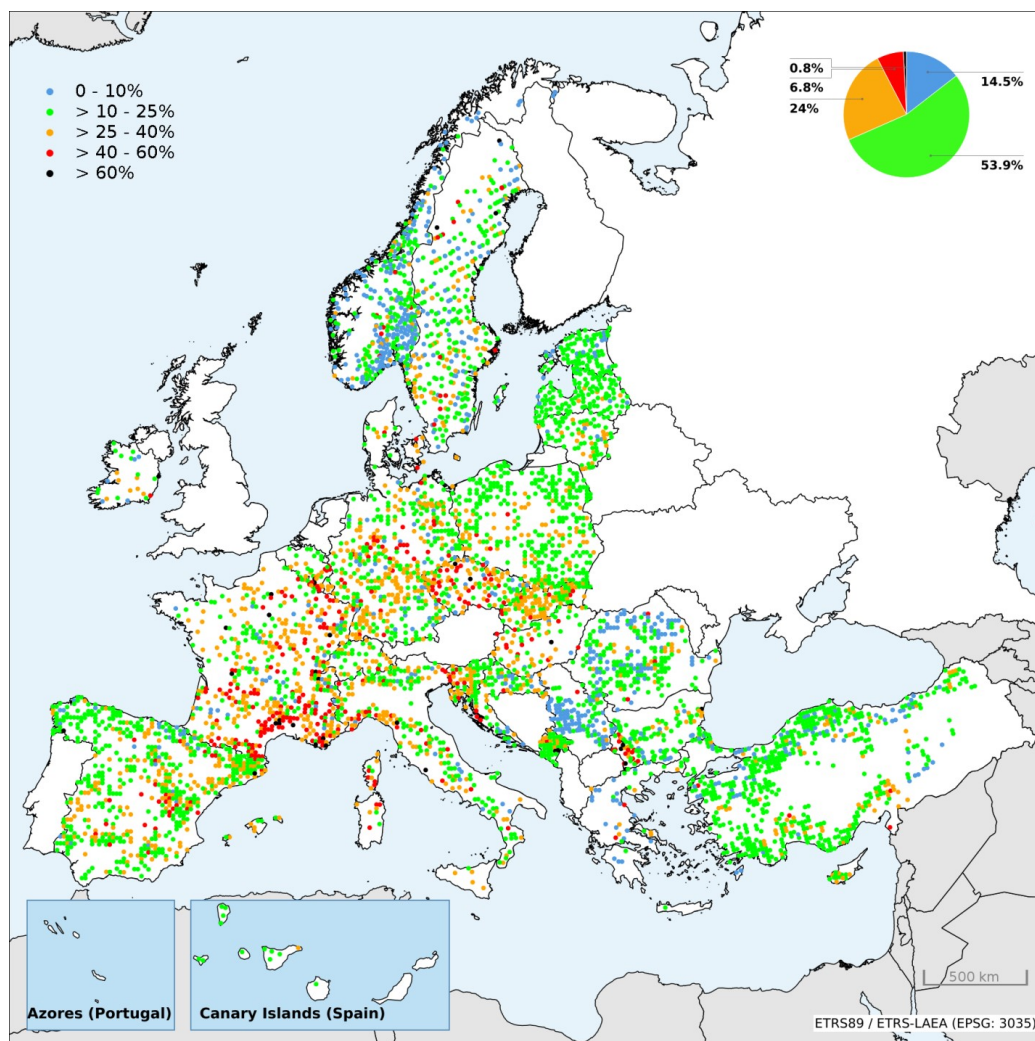 0 - 10%
> 10 - 25%
> 25 - 40%
> 40 - 60%
> 60%
0.8%
6.8%
24%
14.5%
53.9%
500 km
Azores (Portugal)
Canary Islands (Spain)
ETRS89 / ETRS-LAEA (EPSG: 3035)